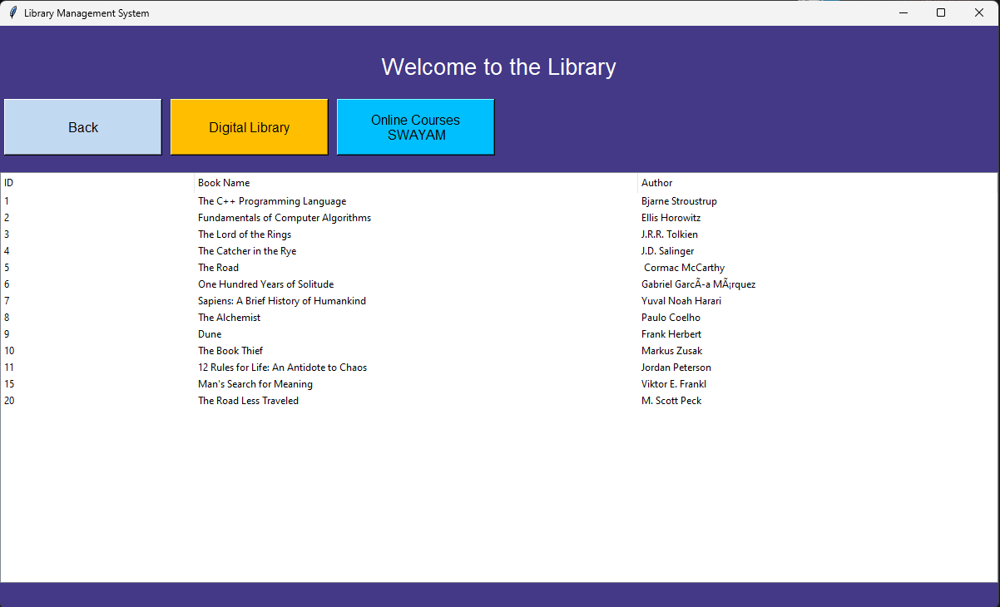 Library Management System
Welcome to the Library
Back
Digital Library
Online Courses
SWAYAM
ID Book Name Author
1 The C++ Programming Language Bjarne Stroustrup
2 Fundamentals of Computer Algorithms Ellis Horowitz
3 The Lord of the Rings J.R.R. Tolkien
4 The Catcher in the Rye J.D. Salinger
5 The Road Cormac McCarthy
6 One Hundred Years of Solitude Gabriel GarcÃ-a MÃ¡rquez
7 Sapiens: A Brief History of Humankind Yuval Noah Harari
8 The Alchemist Paulo Coelho
9 Dune Frank Herbert
10 The Book Thief Markus Zusak
11 12 Rules for Life: An Antidote to Chaos Jordan Peterson
15 Man's Search for Meaning Viktor E. Frankl
20 The Road Less Traveled M. Scott Peck